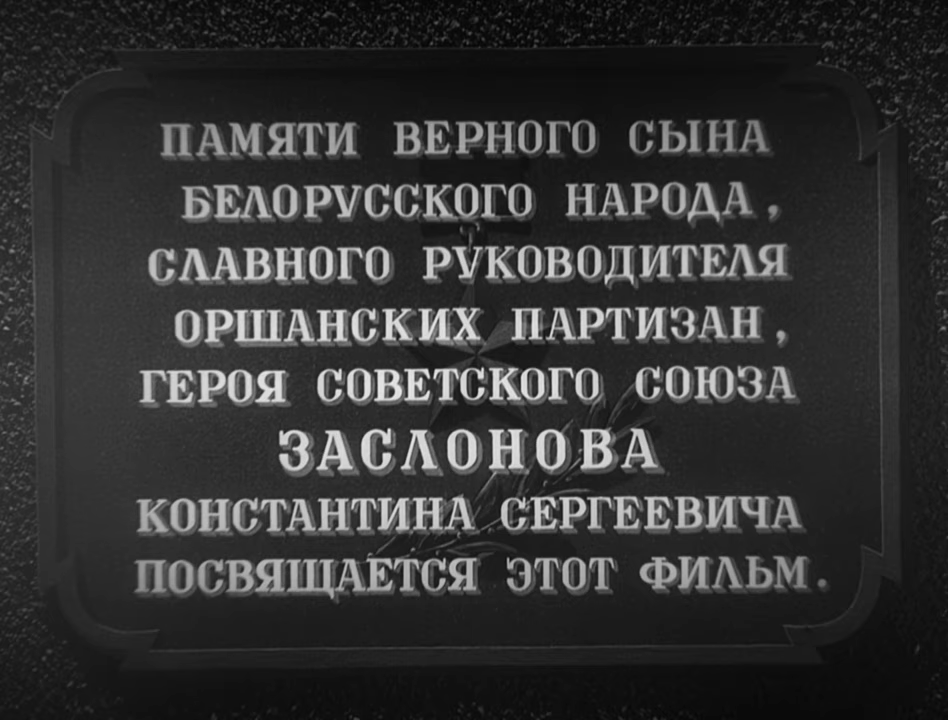 ПАМЯТИ ВЕРНОГО СЫНА
БЕЛОРУССКОГО НАРОДА,
СЛАВНОГО РУКОВОДИТЕЛЯ
ОРШАНСКИХ ПАРТИЗАН,
ГЕРОЯ СОВЕТСКОГО СОЮЗА
ЗАСЛОНОВА
КОНСТАНТИНА СЕРГЕЕВИЧА
ПОСВЯЩАЕТСЯ ЭТОТ ФИЛЬМ.